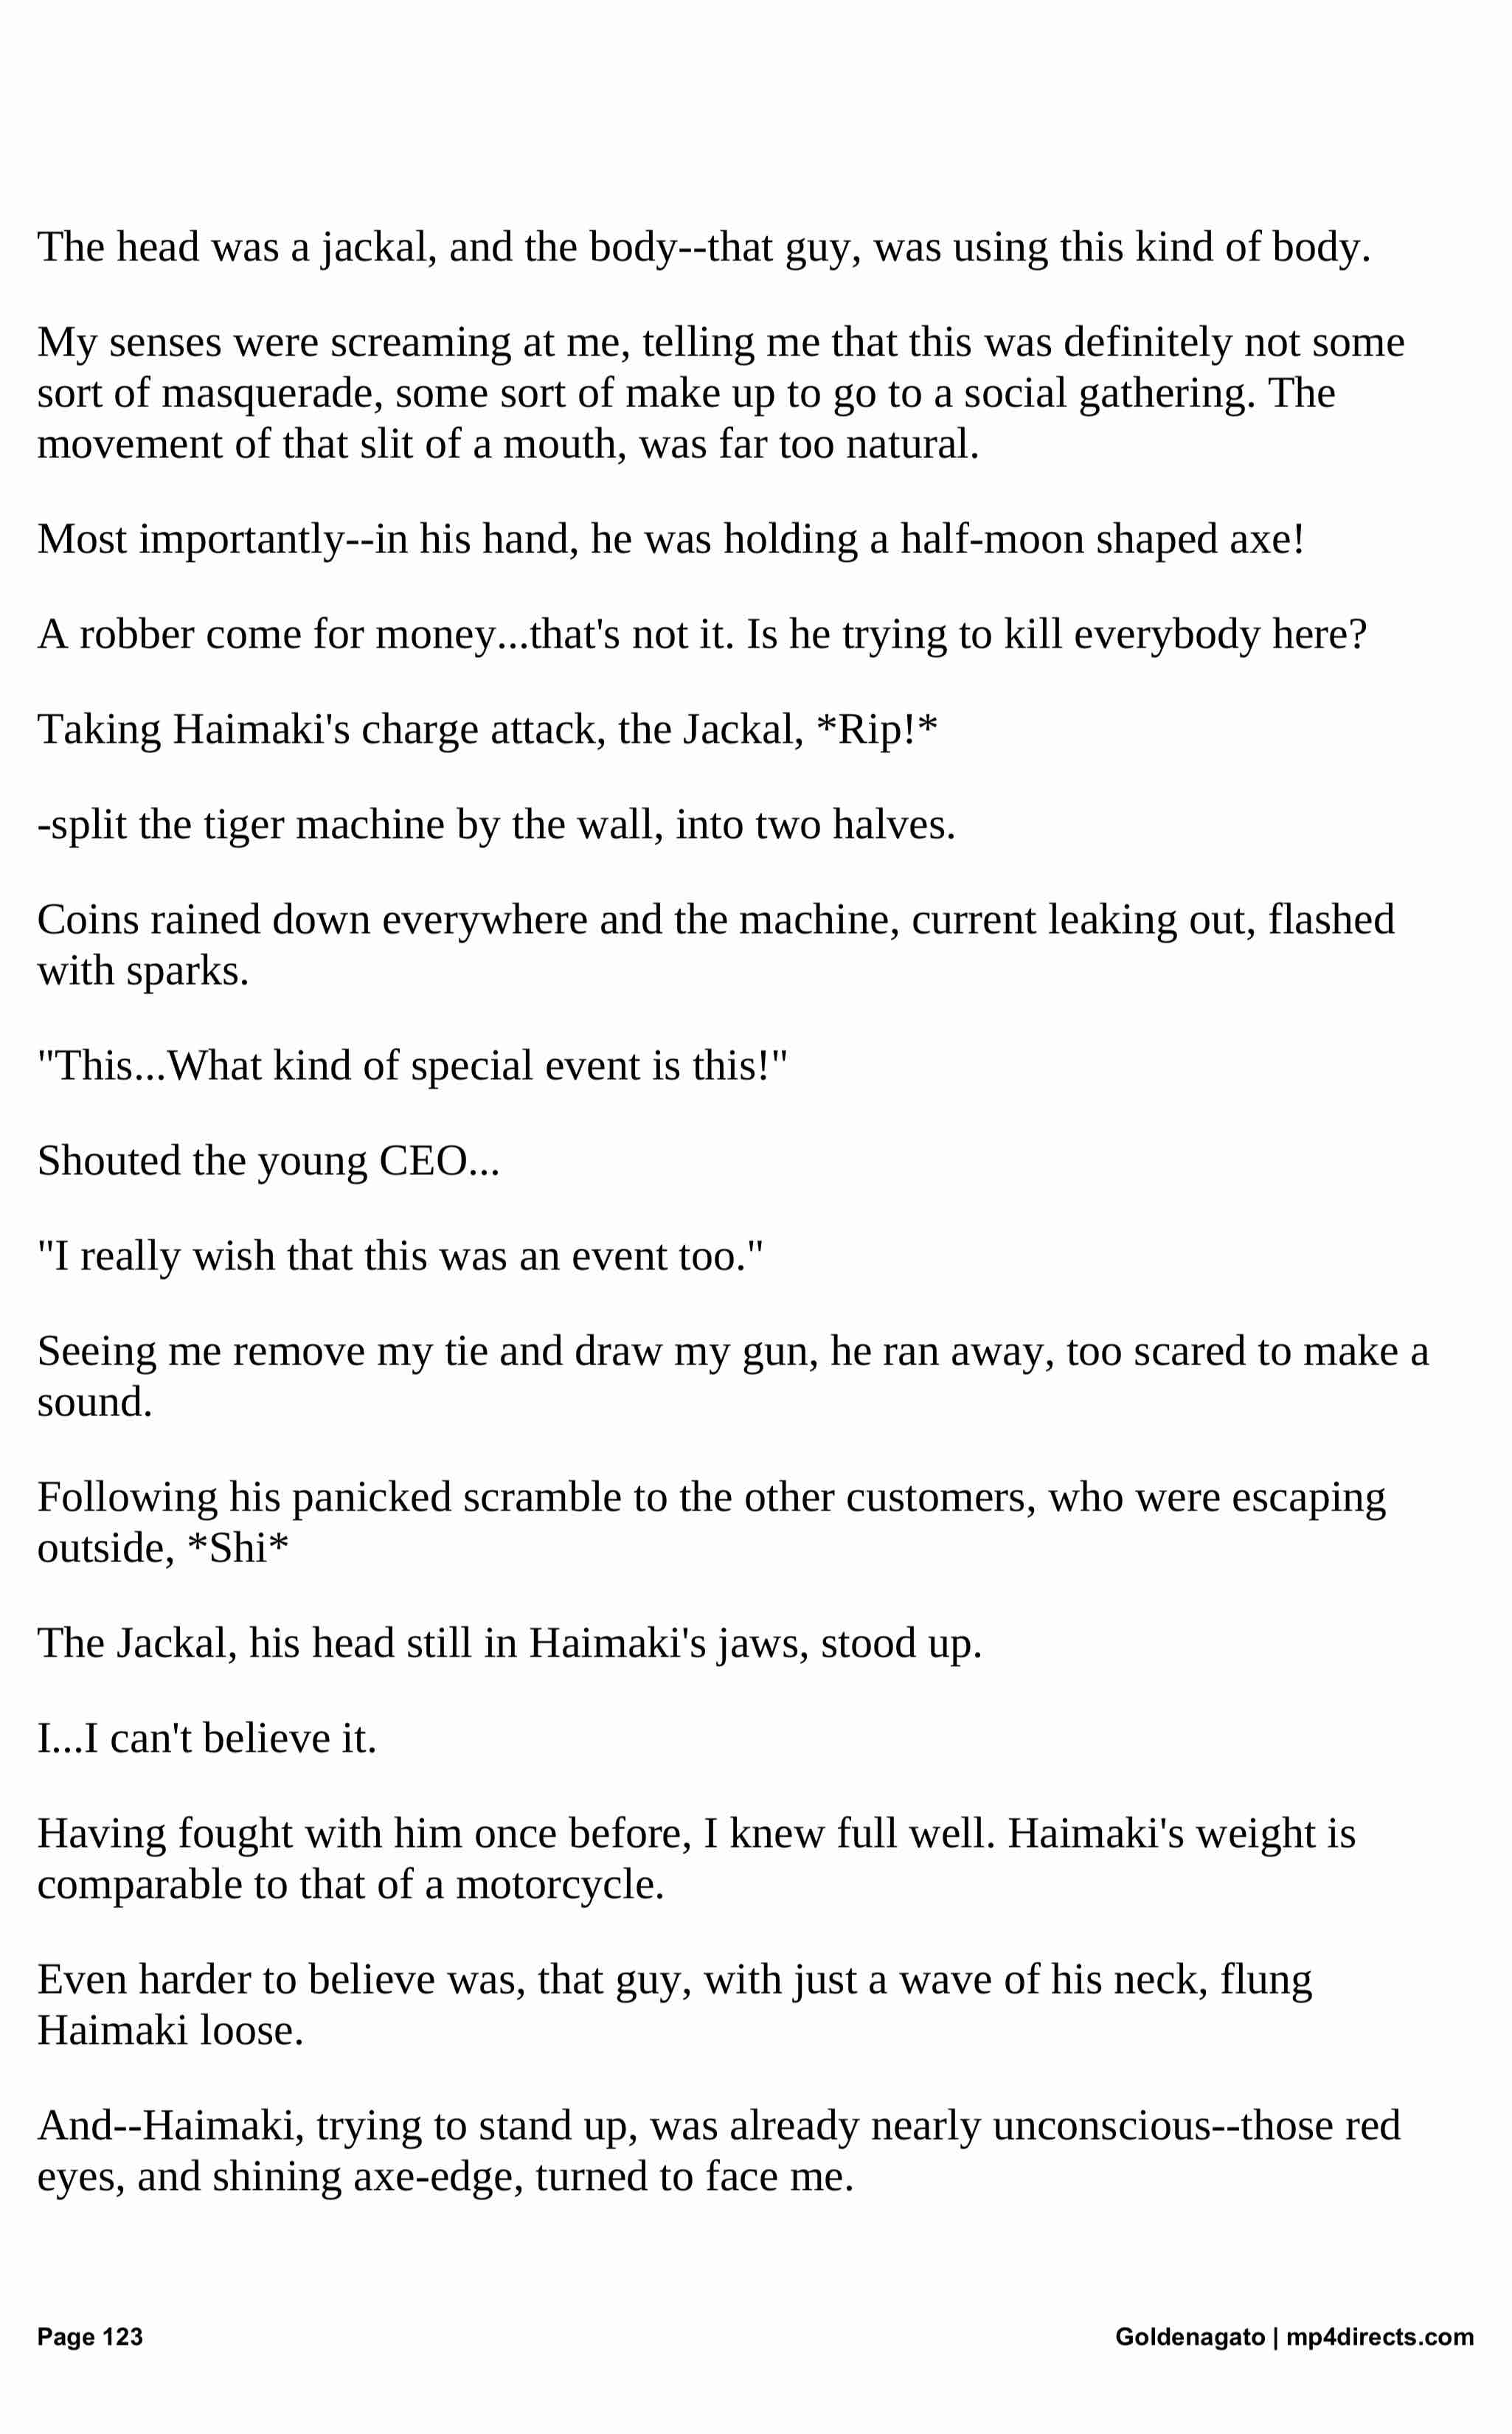 The head was a jackal, and the body--that guy, was using this kind of body.
My senses were screaming at me, telling me that this was definitely not some
sort of masquerade, some sort of make up to go to a social gathering. The
movement of that slit of a mouth, was far too natural.
Most importantly--in his hand, he was holding a half-moon shaped axe!
A robber come for money...that's not it. Is he trying to kill everybody here?
Taking Haimaki's charge attack, the Jackal, *Rip!*
-split the tiger machine by the wall, into two halves.
Coins rained down everywhere and the machine, current leaking out, flashed
with sparks.
"This...What kind of special event is this!"
Shouted the young CEO...
"I really wish that this was an event too."
Seeing me remove my tie and draw my gun, he ran away, too scared to make a
sound.
Following his panicked scramble to the other customers, who were escaping
outside, *Shi*
The Jackal, his head still in Haimaki's jaws, stood up.
I...I can't believe it.
Having fought with him once before, I knew full well. Haimaki's weight is
comparable to that of a motorcycle.
Even harder to believe was, that guy, with just a wave of his neck, flung
Haimaki loose.
And--Haimaki, trying to stand up, was already nearly unconscious--those red
eyes, and shining axe-edge, turned to face me.
Page 123
Goldenagato | mp4directs.com